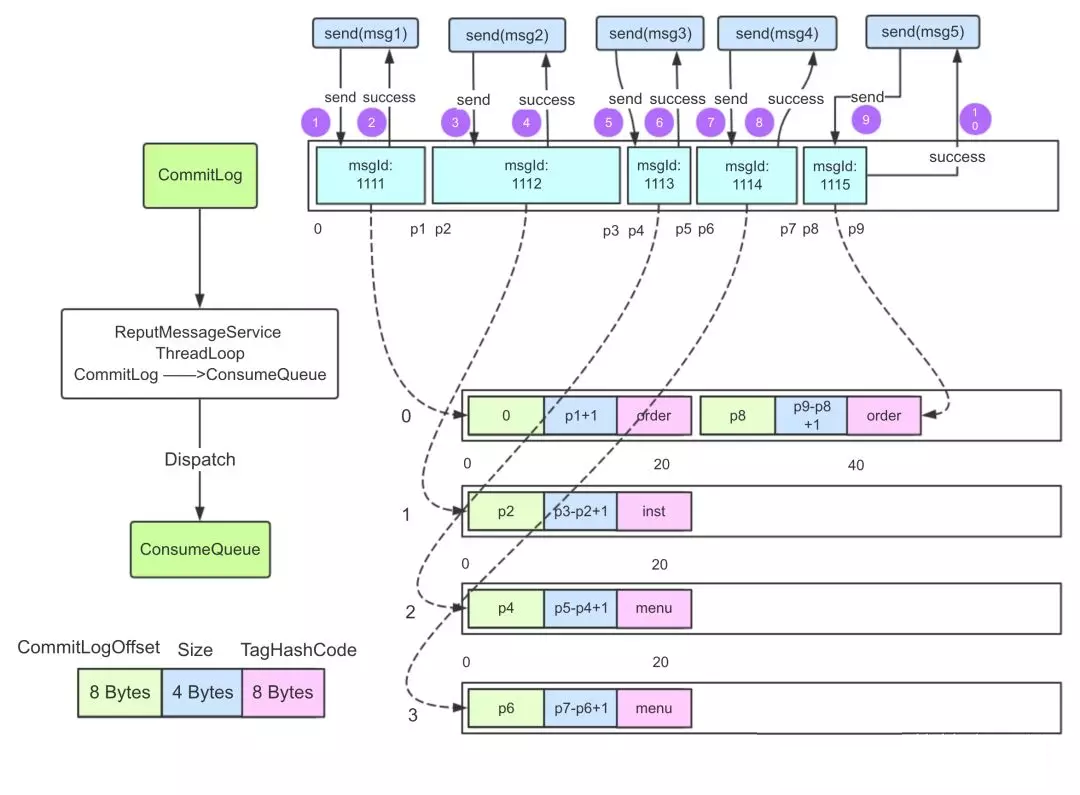 send(msg1)
send(msg2)
send(msg3)
send(msg4)
send(msg5)
send
success
send
success
send
success
send
success
send
success
1
2
3
4
5
6
7
8
9
10
CommitLog
msgId:
1111
msgId:
1112
msgId:
1113
msgId:
1114
msgId:
1115
0
p1
p2
p3
p4
p5
p6
p7
p8
p9
ReputMessageService
ThreadLoop
CommitLog ——>ConsumeQueue
Dispatch
ConsumeQueue
0
0
p1+1
order
p8
p9-p8
+1
order
0
20
40
1
p2
p3-p2+1
inst
0
20
2
p4
p5-p4+1
menu
0
20
3
p6
p7-p6+1
menu
CommitLogOffset
Size
TagHashCode
8 Bytes
4 Bytes
8 Bytes